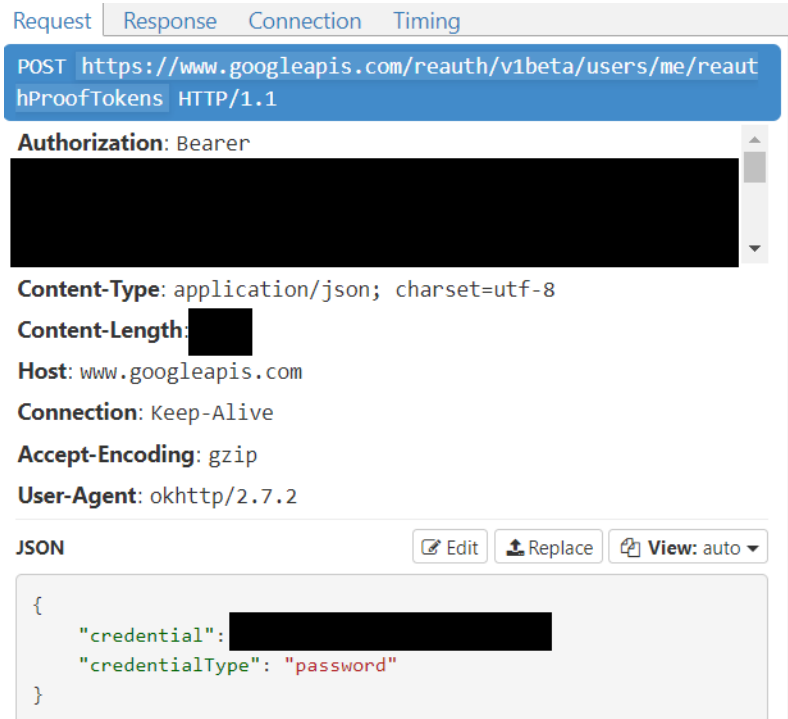 Request Response Connection Timing
POST https://www.googleapis.com/reauth/v1beta/users/me/reaut
hProofTokens HTTP/1.1
Authorization: Bearer
Content-Type: application/json; charset=utf-8
Content-Length:
Host: www.googleapis.com
Connection: Keep-Alive
Accept-Encoding: gzip
User-Agent: okhttp/2.7.2
JSON Edit Replace View: auto
{
"credential":
"credentialType": "password"
}